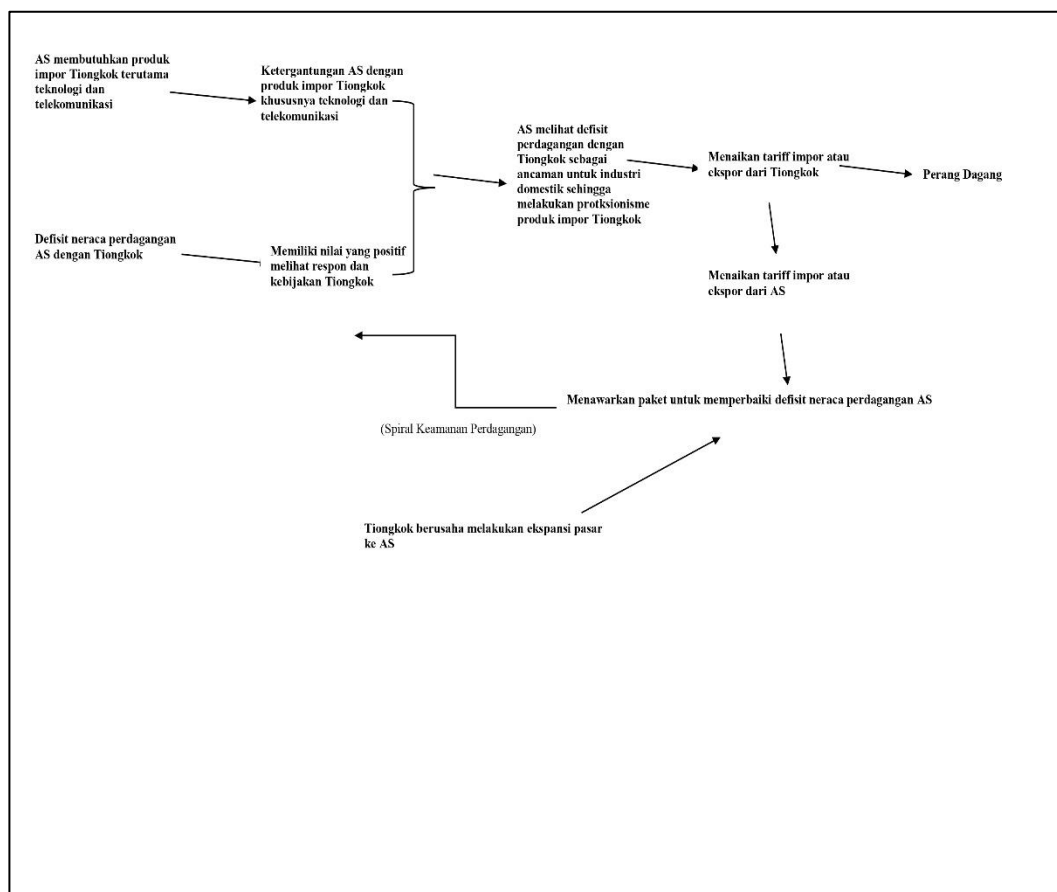 AS membutuhkan produk
impor Tiongkok terutama
teknologi dan
telekomunikasi
Ketergantungan AS dengan
produk impor Tiongkok
khususnya teknologi dan
telekomunikasi
AS melihat defisit
perdagangan dengan
Tiongkok sebagai
ancaman untuk industri
domestik sehingga
melakukan protksionisme
produk impor Tiongkok
Menaikan tariff impor atau
ekspor dari Tiongkok
Perang Dagang
Defisit neraca perdagangan
AS dengan Tiongkok
Memiliki nilai yang positif
melihat respon dan
kebijakan Tiongkok
Menaikan tariff impor atau
ekspor dari AS
Menawarkan paket untuk memperbaiki defisit neraca perdagangan AS
(Spiral Keamanan Perdagangan)
Tiongkok berusaha melakukan ekspansi pasar
ke AS